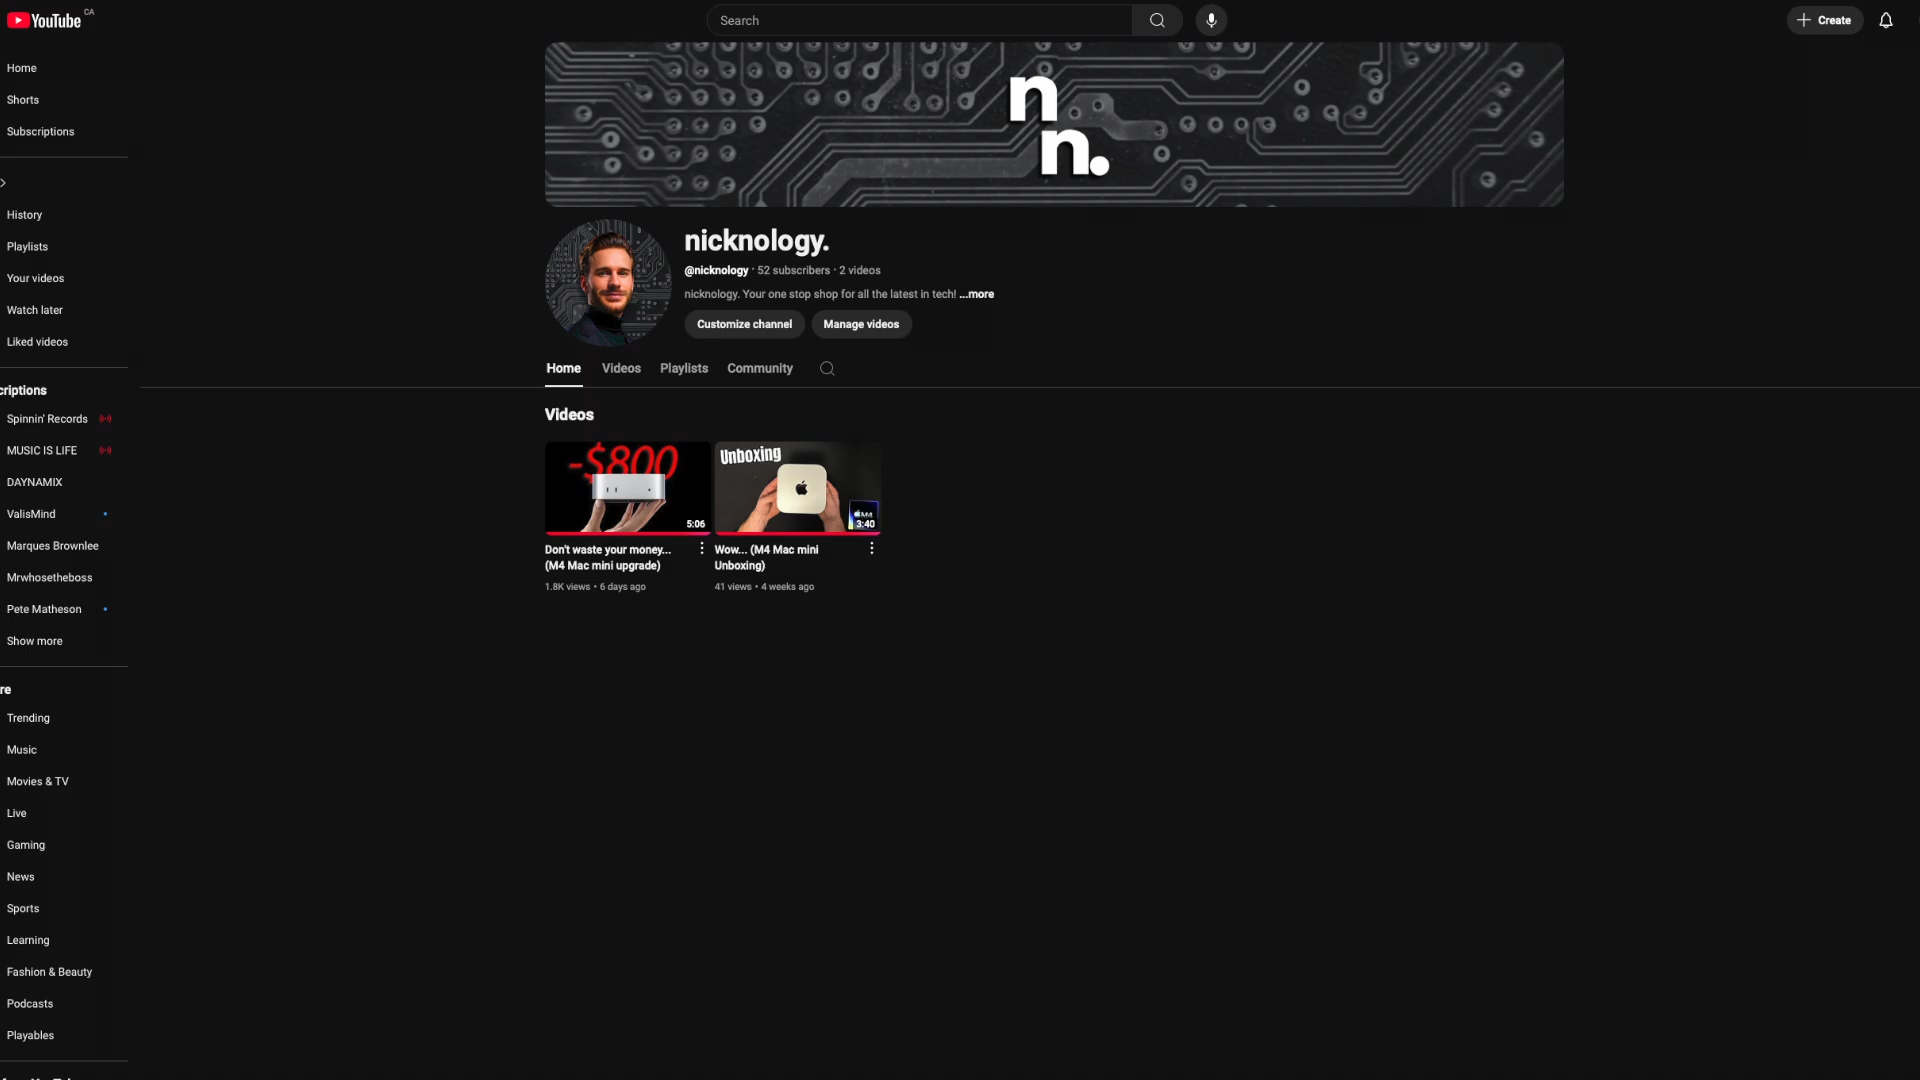 YouTube CA
Search
Create
Home
Shorts
Subscriptions
History
Playlists
Your videos
Watch later
Liked videos
criptions
Spinnin' Records
MUSIC IS LIFE
DAYNAMIX
ValisMind
Marques Brownlee
Mrwhosetheboss
Pete Matheson
Show more
re
Trending
Music
Movies & TV
Live
Gaming
News
Sports
Learning
Fashion & Beauty
Podcasts
Playables
n
n.
nicknology.
@nicknology · 52 subscribers · 2 videos
nicknology. Your one stop shop for all the latest in tech! ...more
Customize channel
Manage videos
Home
Videos
Playlists
Community
Videos
-$800
5:06
Don't waste your money...
(M4 Mac mini upgrade)
1.8K views • 6 days ago
Unboxing
M4
3:40
Wow... (M4 Mac mini
Unboxing)
41 views • 4 weeks ago